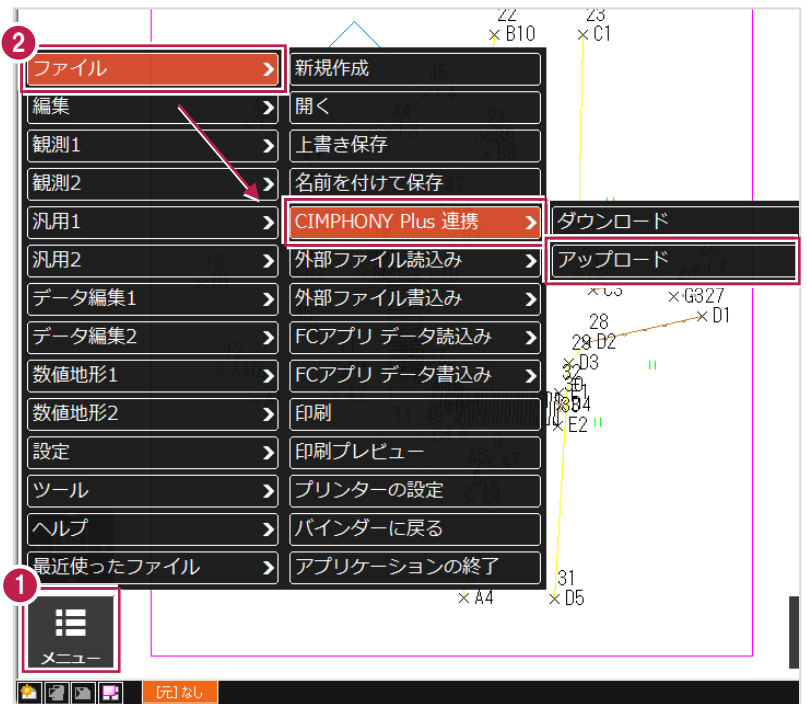 22
23
× B10
× C1
2
ファイル
新規作成
編集
開く
観測1
上書き保存
観測2
名前を付けて保存
汎用1
CIMPHONY Plus 連携
ダウンロード
汎用2
外部ファイル読込み
アップロード
データ編集1
外部ファイル書込み
×G327
× D1
データ編集2
FCアプリ データ読込み
28
29 D2
数値地形1
FCアプリ データ書込み
×D3
数値地形2
印刷
設定
印刷プレビュー
× E2
ツール
プリンターの設定
ヘルプ
バインダーに戻る
最近使ったファイル
アプリケーションの終了
1
31
× A4
× D5
メニュー
[元] なし